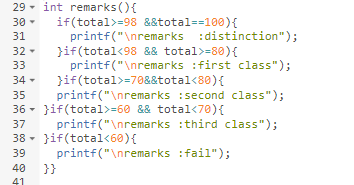 29 int remarks(){
30 if(total>=98 &&total==100){
31 printf("\nremarks  :distinction");
32 }if(total<98 && total>=80){
33 printf("\nremarks :first class");
34 }if(total>=70&&total<80){
35 printf("\nremarks :second class");
36 }if(total>=60 && total<70){
37 printf("\nremarks :third class");
38 }if(total<60){
39 printf("\nremarks :fail");
40 }}
41